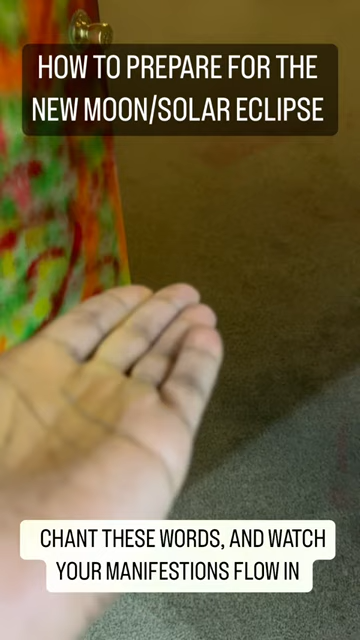 HOW TO PREPARE FOR THE
NEW MOON/SOLAR ECLIPSE
CHANT THESE WORDS, AND WATCH
YOUR MANIFESTIONS FLOW IN